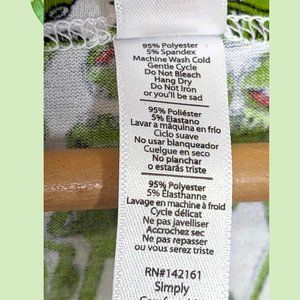 95% Polyester
5% Spandex
Machine Wash Cold
Gentle Cycle
Do Not Bleach
Hang Dry
Do Not Iron
or you'll be sad
95% Poliéster
5% Elastano
Lavar a máquina en frío
Ciclo suave
No usar blanqueador
Cuelgue en seco
No planchar
o estarás triste
95% Polyester
5% Elasthanne
Lavage en machine à froid
Cycle délicat
Ne pas javelliser
Accrochez sec
Ne pas repasser
ou vous serez triste
RN#142161
Simply